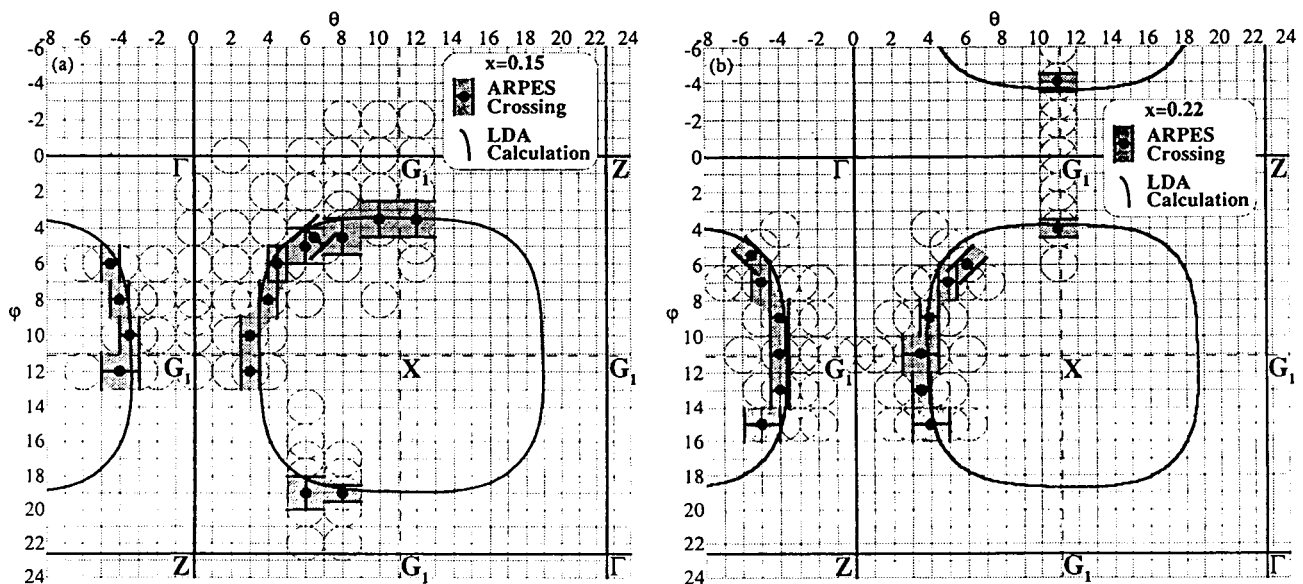 θ
-8 -6 -4 -2 0 2 4 6 8 10 12 14 16 18 20 22 24
-6
-4
-2
0
2
4
6
8
φ 10
12
14
16
18
20
22
24
(a)
x=0.15
ARPES
Crossing
LDA
Calculation
Γ G1 Z
G1 X G1
Z G1 Γ
θ
-8 -6 -4 -2 0 2 4 6 8 10 12 14 16 18 20 22 24
-6
-4
-2
0
2
4
6
8
φ 10
12
14
16
18
20
22
24
(b)
x=0.22
ARPES
Crossing
LDA
Calculation
Γ G1 Z
G1 X G1
Z G1 Γ